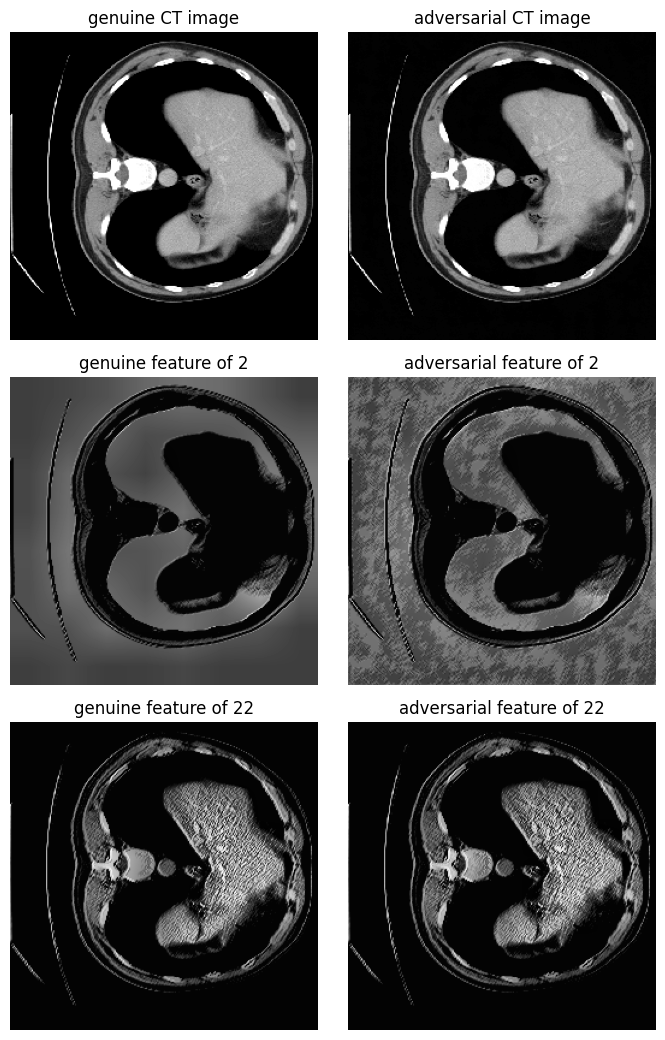 genuine CT image
adversarial CT image
genuine feature of 2
adversarial feature of 2
genuine feature of 22
adversarial feature of 22